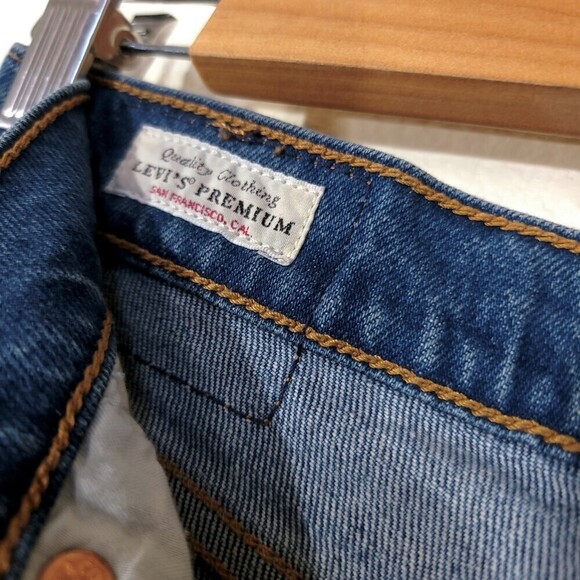 Quality Clothing
LEVI'S® PREMIUM
SAN FRANCISCO, CAL.